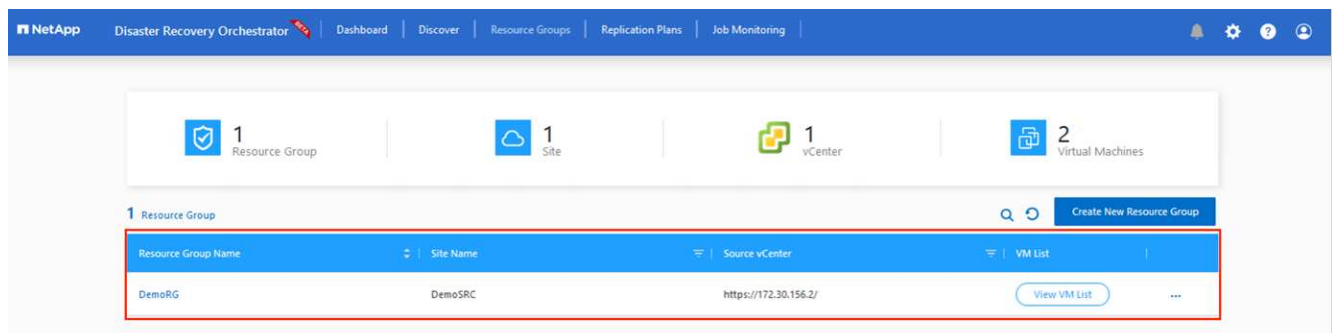 NetApp Disaster Recovery Orchestrator BETA Dashboard Discover Resource Groups Replication Plans Job Monitoring
1 1 1 2
Resource Group Site vCenter Virtual Machines
1 Resource Group Create New Resource Group
Resource Group Name Site Name Source vCenter VM List
DemoRG DemoSRC https://172.30.156.2/ View VM List ...